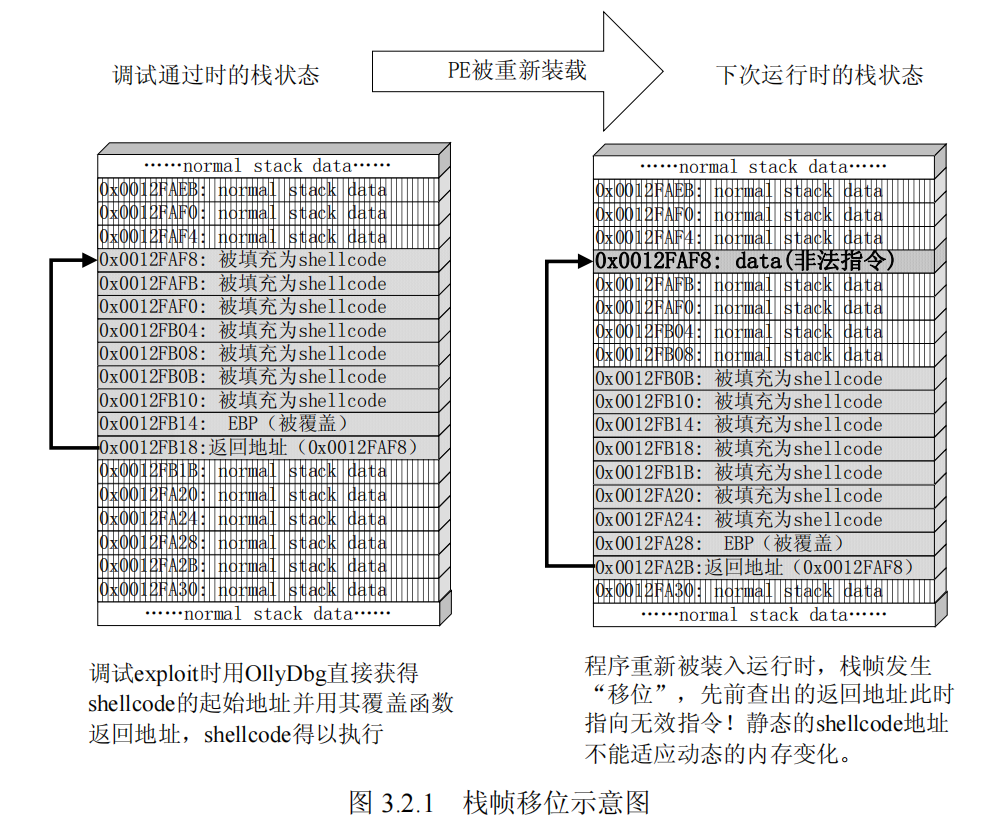 调试通过时的栈状态
PE被重新装载
下次运行时的栈状态
……normal stack data……
0x0012FAEB: normal stack data
0x0012FAF0: normal stack data
0x0012FAF4: normal stack data
0x0012FAF8: 被填充为shellcode
0x0012FAFB: 被填充为shellcode
0x0012FAF0: 被填充为shellcode
0x0012FB04: 被填充为shellcode
0x0012FB08: 被填充为shellcode
0x0012FB0B: 被填充为shellcode
0x0012FB10: 被填充为shellcode
0x0012FB14: EBP（被覆盖）
0x0012FB18:返回地址（0x0012FAF8）
0x0012FB1B: normal stack data
0x0012FA20: normal stack data
0x0012FA24: normal stack data
0x0012FA28: normal stack data
0x0012FA2B: normal stack data
0x0012FA30: normal stack data
……normal stack data……
……normal stack data……
0x0012FAEB: normal stack data
0x0012FAF0: normal stack data
0x0012FAF4: normal stack data
0x0012FAF8: data(非法指令)
0x0012FAFB: normal stack data
0x0012FAF0: normal stack data
0x0012FB04: normal stack data
0x0012FB08: normal stack data
0x0012FB0B: 被填充为shellcode
0x0012FB10: 被填充为shellcode
0x0012FB14: 被填充为shellcode
0x0012FB18: 被填充为shellcode
0x0012FB1B: 被填充为shellcode
0x0012FA20: 被填充为shellcode
0x0012FA24: 被填充为shellcode
0x0012FA28: EBP（被覆盖）
0x0012FA2B:返回地址（0x0012FAF8）
0x0012FA30: normal stack data
……normal stack data……
调试exploit时用OllyDbg直接获得
shellcode的起始地址并用其覆盖函数
返回地址，shellcode得以执行
程序重新被装入运行时，栈帧发生
“移位”，先前查出的返回地址此时
指向无效指令！静态的shellcode地址
不能适应动态的内存变化。
图 3.2.1 栈帧移位示意图